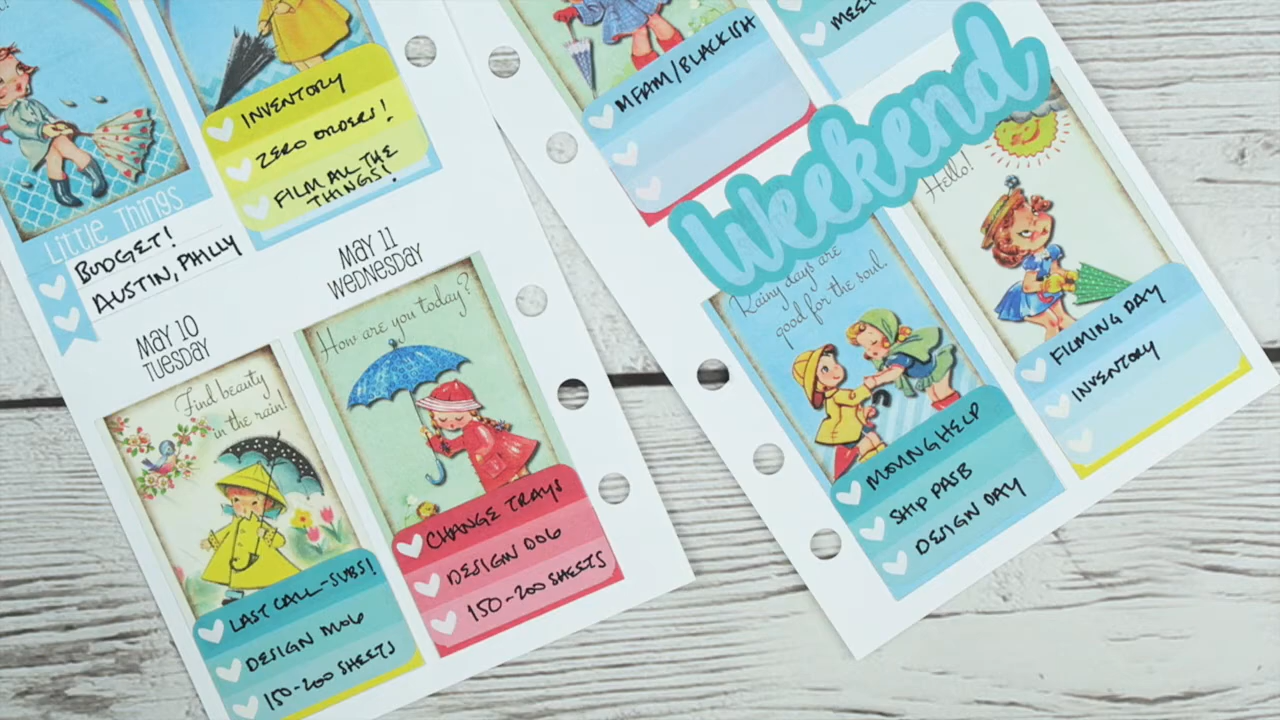 INVENTORY
ZERO ORDERS!
FILM ALL THE
THINGS!
Little Things
BUDGET!
AUSTIN, PHILLY
MAY 10
TUESDAY
Find beauty
in the rain!
LAST CALL-SUBS!
DESIGN M06
150-200 SHEETS
MAY 11
WEDNESDAY
How are you today?
CHANGE TRAYS
DESIGN D06
150-200 SHEETS
MFAM/BLACKISH
Weekend
Rainy days are
good for the soul.
MOVING HELP
SHIP PASB
DESIGN DAY
Hello!
FILMING DAY
INVENTORY